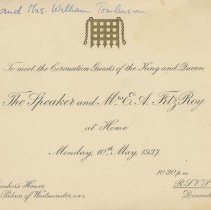 and Mrs William Tomlinson
To meet the Coronation Guests of the King and Queen
The Speaker and Mrs E. A. FitzRoy
at Home
Monday, 10th May, 1937.
10.30 p.m.
Speaker's House,
R.S.V.P.
Palace of Westminster, S.W.1.